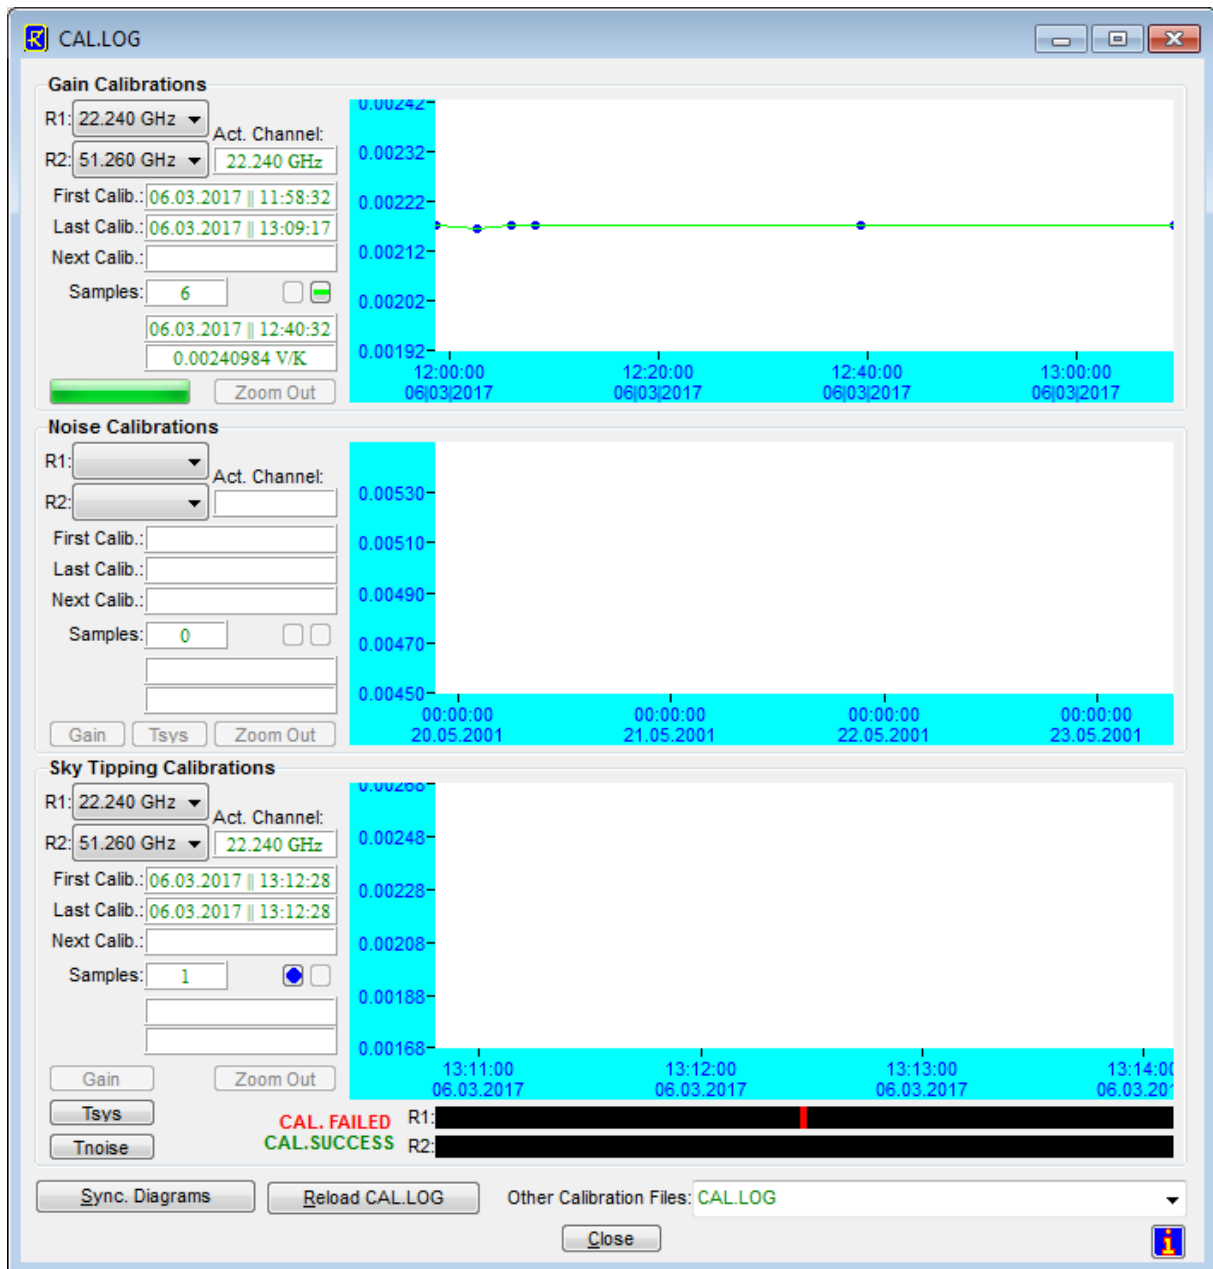 CAL.LOG
Gain Calibrations
R1: 22.240 GHz
Act. Channel:
R2: 51.260 GHz 22.240 GHz
First Calib.: 06.03.2017 || 11:58:32
Last Calib.: 06.03.2017 || 13:09:17
Next Calib.:
Samples: 6
06.03.2017 || 12:40:32
0.00240984 V/K
Zoom Out
0.00242
0.00232
0.00222
0.00212
0.00202
0.00192
12:00:00 12:20:00 12:40:00 13:00:00
06|03|2017 06|03|2017 06|03|2017 06|03|2017
Noise Calibrations
R1:
Act. Channel:
R2:
First Calib.:
Last Calib.:
Next Calib.:
Samples: 0
Gain Tsys Zoom Out
0.00530
0.00510
0.00490
0.00470
0.00450
00:00:00 00:00:00 00:00:00 00:00:00
20.05.2001 21.05.2001 22.05.2001 23.05.2001
Sky Tipping Calibrations
R1: 22.240 GHz
Act. Channel:
R2: 51.260 GHz 22.240 GHz
First Calib.: 06.03.2017 || 13:12:28
Last Calib.: 06.03.2017 || 13:12:28
Next Calib.:
Samples: 1
Gain Zoom Out
Tsys
Tnoise
0.00268
0.00248
0.00228
0.00208
0.00188
0.00168
13:11:00 13:12:00 13:13:00 13:14:00
06.03.2017 06.03.2017 06.03.2017 06.03.20
CAL. FAILED R1:
CAL.SUCCESS R2:
Sync. Diagrams Reload CAL.LOG Other Calibration Files: CAL.LOG
Close
i